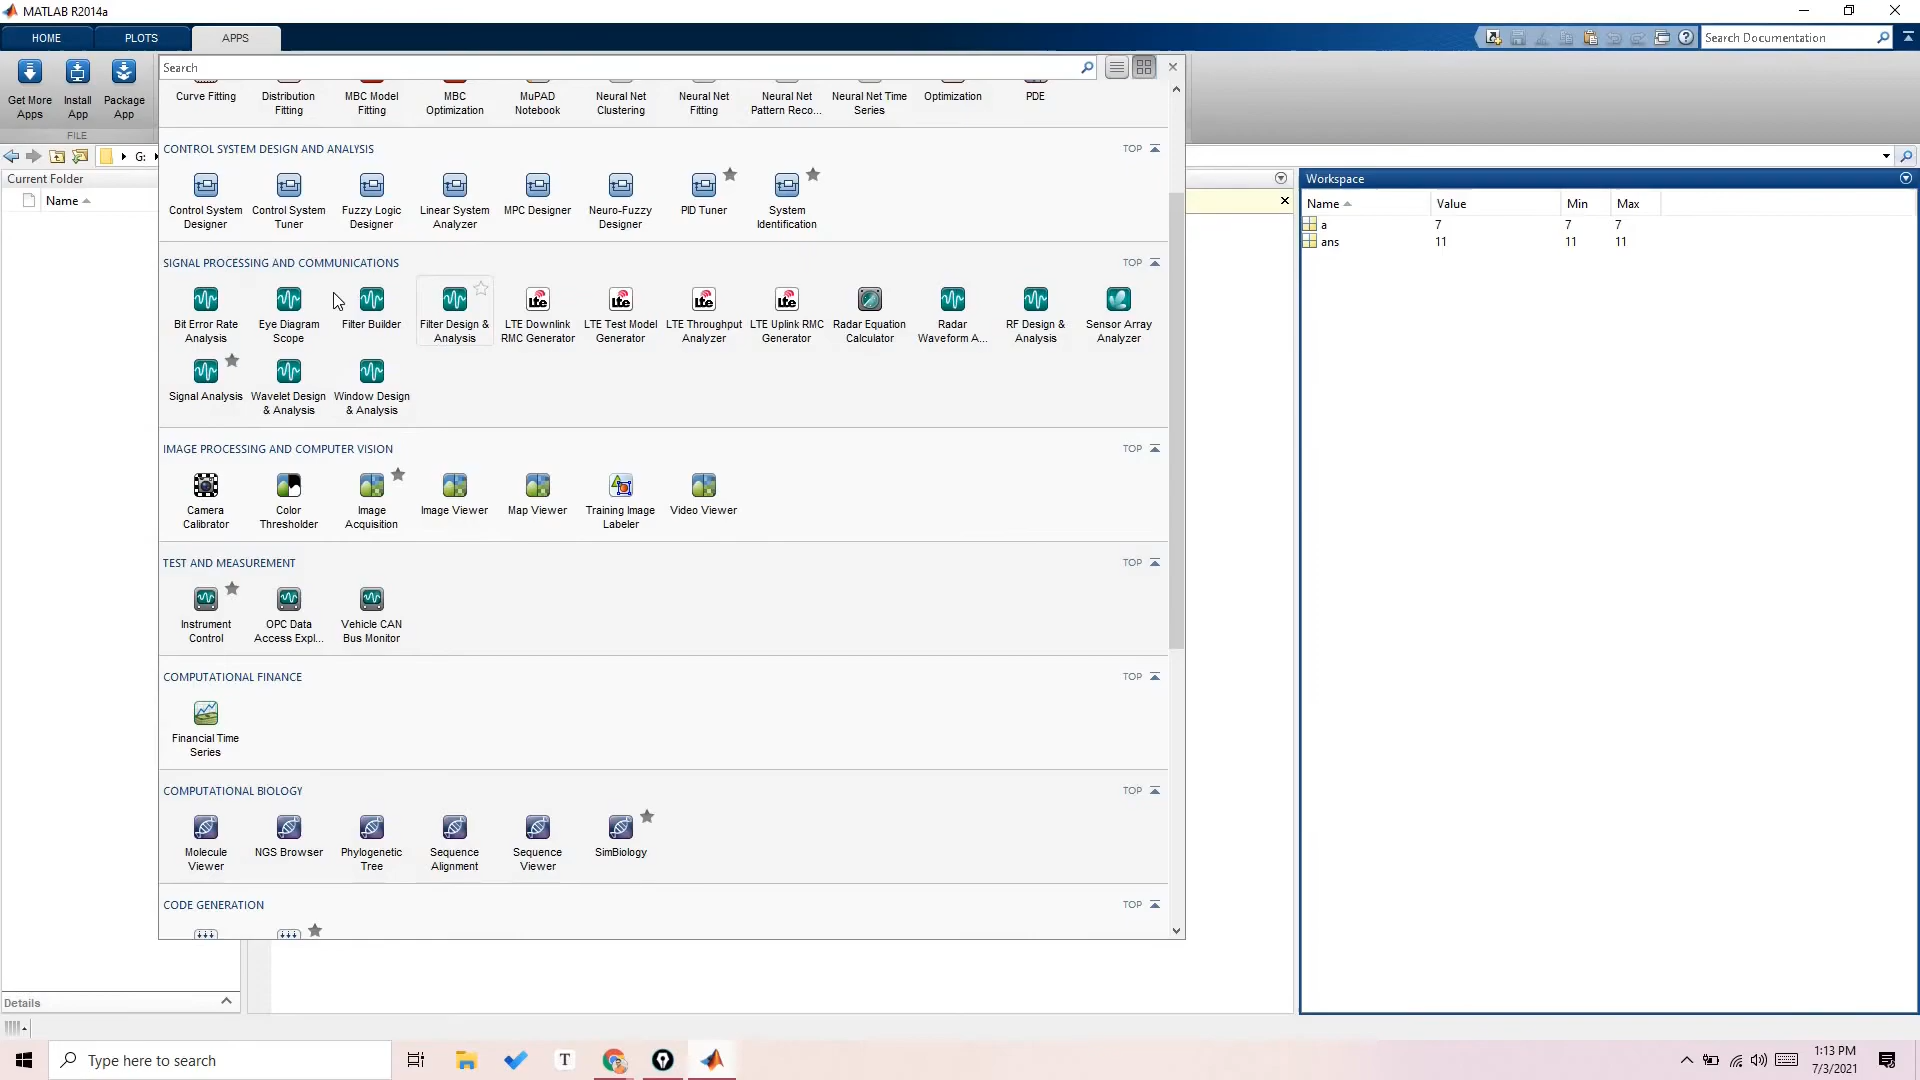 MATLAB R2014a
HOME PLOTS APPS
Search Documentation
Get More Apps
Install App
Package App
FILE
Search
G:
Current Folder
Name
Curve Fitting
Distribution Fitting
MBC Model Fitting
MBC Optimization
MuPAD Notebook
Neural Net Clustering
Neural Net Fitting
Neural Net Pattern Reco...
Neural Net Time Series
Optimization
PDE
CONTROL SYSTEM DESIGN AND ANALYSIS TOP
Control System Designer
Control System Tuner
Fuzzy Logic Designer
Linear System Analyzer
MPC Designer
Neuro-Fuzzy Designer
PID Tuner
System Identification
SIGNAL PROCESSING AND COMMUNICATIONS TOP
Bit Error Rate Analysis
Eye Diagram Scope
Filter Builder
Filter Design & Analysis
LTE Downlink RMC Generator
LTE Test Model Generator
LTE Throughput Analyzer
LTE Uplink RMC Generator
Radar Equation Calculator
Radar Waveform A...
RF Design & Analysis
Sensor Array Analyzer
Signal Analysis
Wavelet Design & Analysis
Window Design & Analysis
IMAGE PROCESSING AND COMPUTER VISION TOP
Camera Calibrator
Color Thresholder
Image Acquisition
Image Viewer
Map Viewer
Training Image Labeler
Video Viewer
TEST AND MEASUREMENT TOP
Instrument Control
OPC Data Access Expl...
Vehicle CAN Bus Monitor
COMPUTATIONAL FINANCE TOP
Financial Time Series
COMPUTATIONAL BIOLOGY TOP
Molecule Viewer
NGS Browser
Phylogenetic Tree
Sequence Alignment
Sequence Viewer
SimBiology
CODE GENERATION TOP
Workspace
Name Value Min Max
a 7 7 7
ans 11 11 11
Details
Type here to search
T
1:13 PM
7/3/2021